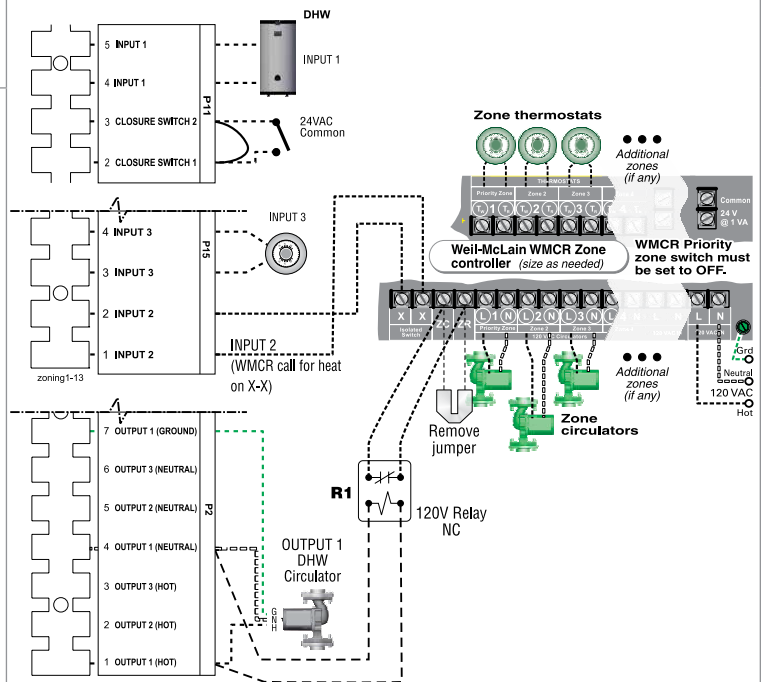 DHW
5 INPUT 1
INPUT 1
4 INPUT 1
P11
3 CLOSURE SWITCH 2
24VAC
Common
2 CLOSURE SWITCH 1
Zone thermostats
Additional
zones
(if any)
THERMOSTATS
Priority Zone
Zone 2
Zone 3
1
2
3
Common
24 V
@ 1 VA
Weil-McLain WMCR Zone
controller (size as needed)
WMCR Priority
zone switch must
be set to OFF.
4 INPUT 3
P15
INPUT 3
3 INPUT 3
2 INPUT 2
1 INPUT 2
INPUT 2
(WMCR call for heat
on X-X)
zoning1-13
X X ZC ZR L 1 N L 2 N L 3 N L N L N
Isolated
Switch
Priority Zone
Zone 2
Zone 3
Grd
Neutral
120 VAC
Hot
Additional
zones
(if any)
Remove
jumper
Zone
circulators
7 OUTPUT 1 (GROUND)
6 OUTPUT 3 (NEUTRAL)
5 OUTPUT 2 (NEUTRAL)
P2
4 OUTPUT 1 (NEUTRAL)
3 OUTPUT 3 (HOT)
2 OUTPUT 2 (HOT)
1 OUTPUT 1 (HOT)
R1
120V Relay
NC
OUTPUT 1
DHW
Circulator
G
N
H